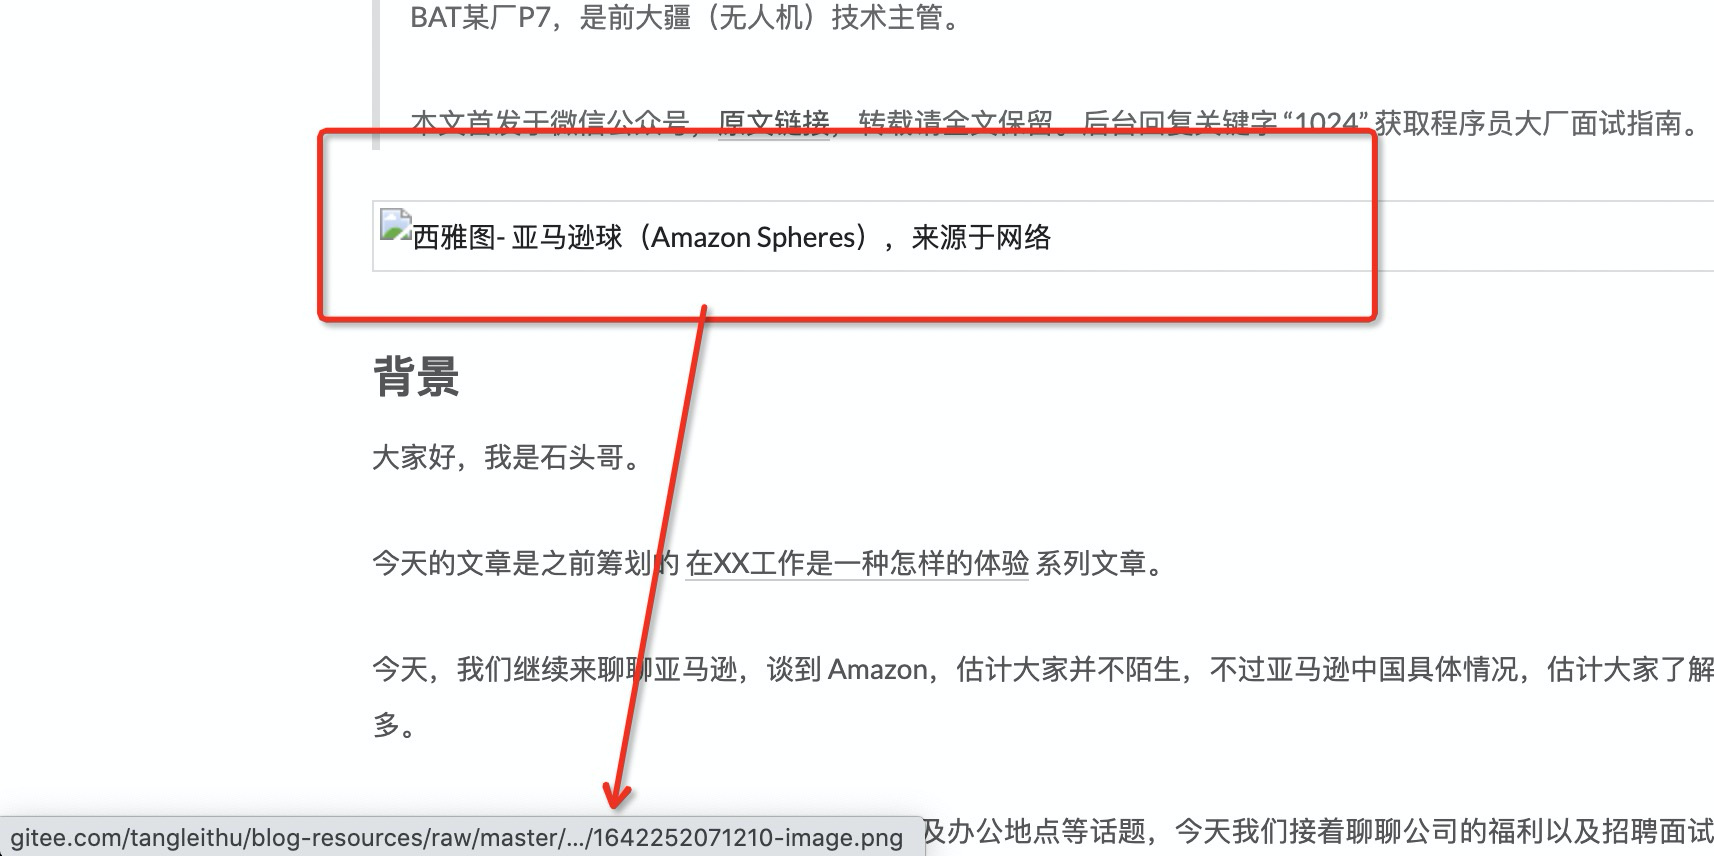 BAT某厂P7，是前大疆（无人机）技术主管。
本文首发于微信公众号，原文链接，转载请全文保留。后台回复关键字 “1024” 获取程序员大厂面试指南。
西雅图- 亚马逊球（Amazon Spheres），来源于网络
背景
大家好，我是石头哥。
今天的文章是之前筹划的 在XX工作是一种怎样的体验 系列文章。
今天，我们继续来聊聊亚马逊，谈到 Amazon，估计大家并不陌生，不过亚马逊中国具体情况，估计大家了解
多。
及办公地点等话题，今天我们接着聊聊公司的福利以及招聘面试
gitee.com/tangleithu/blog-resources/raw/master/.../1642252071210-image.png